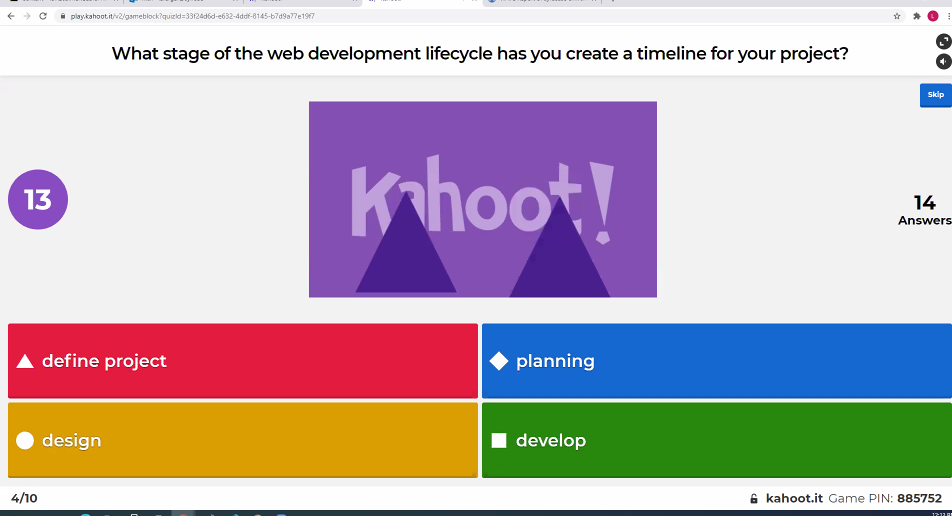 play.kahoot.it/v2/gameblock?quizId=33f24d6d-e632-4ddf-8145-b7d9a77e19f7
L
What stage of the web development lifecycle has you create a timeline for your project?
Skip
Kahoot!
13
14
Answers
define project
planning
design
develop
4/10
kahoot.it Game PIN: 885752